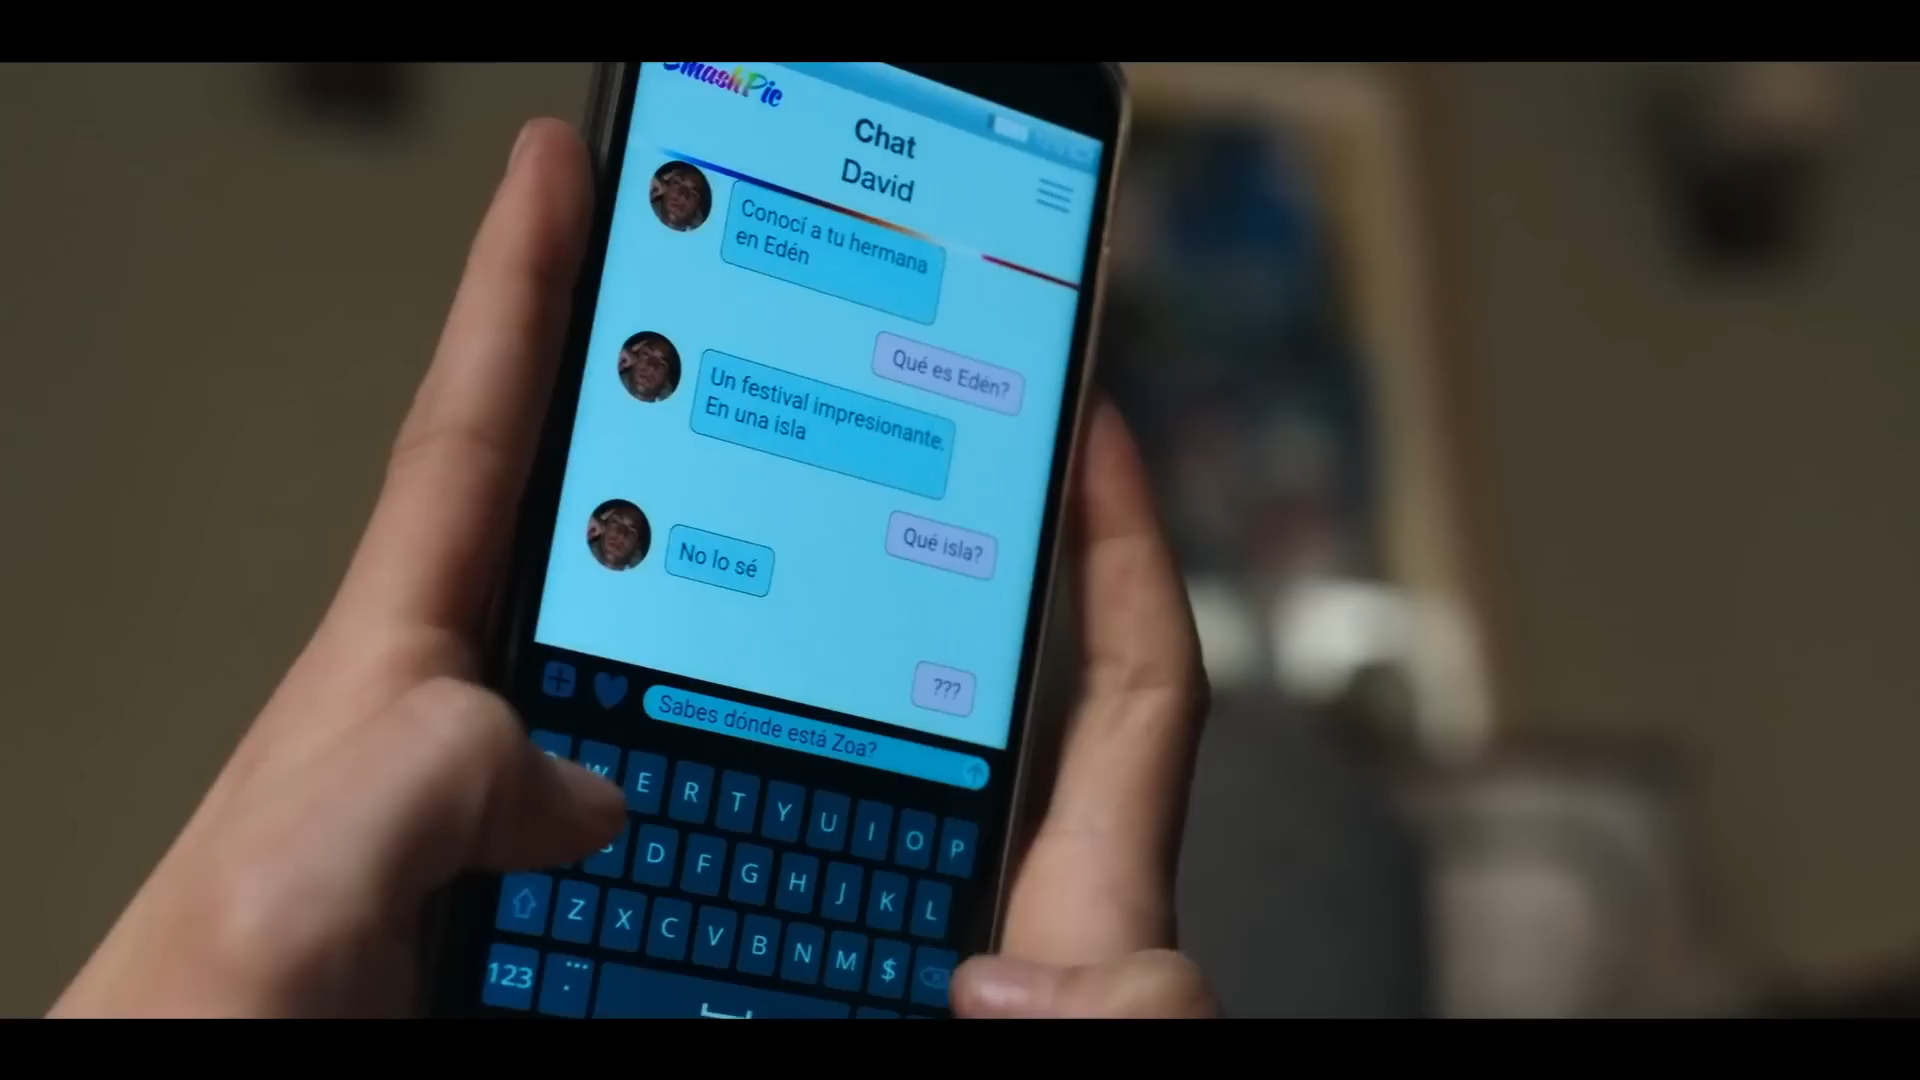 SmashPic
Chat
David
Conocí a tu hermana
en Edén
Qué es Edén?
Un festival impresionante.
En una isla
Qué isla?
No lo sé
???
Sabes dónde está Zoa?
W E R T Y U I O P
S D F G H J K L
Z X C V B N M $
123 .